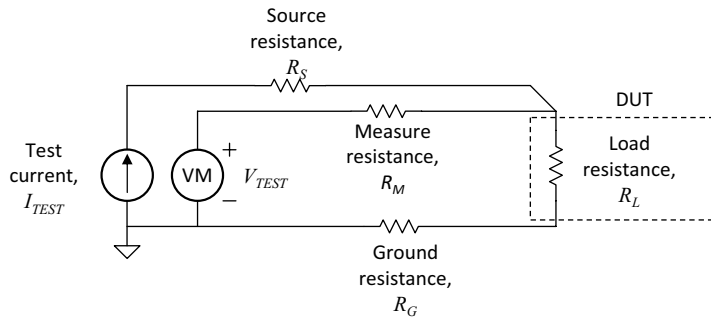 Source
resistance,
R_S
DUT
Test
current,
I_TEST
VM
+
−
V_TEST
Measure
resistance,
R_M
Load
resistance,
R_L
Ground
resistance,
R_G